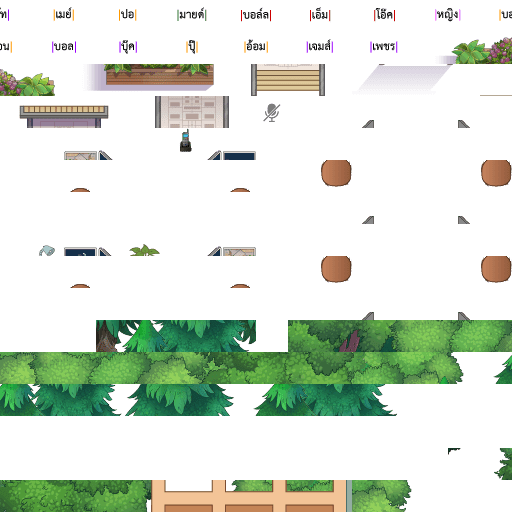 |เมย์| |ปอ| |มายด์| |บอล์ล| |เอ็ม| |โอ๊ค| |หญิง|
|บอล| |บุ๊ค| |ปุ๊| |อ้อม| |เจมส์| |เพชร|